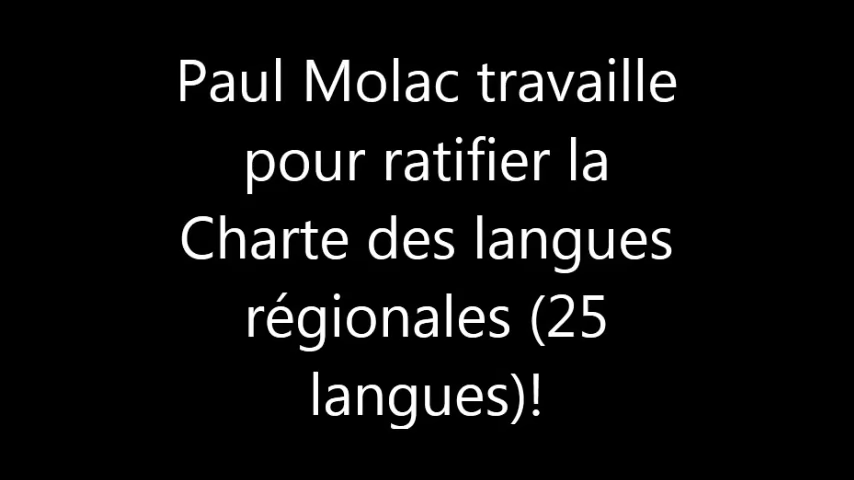 Paul Molac travaille
pour ratifier la
Charte des langues
régionales (25
langues)!